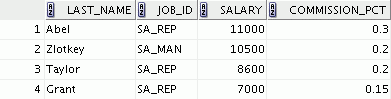 LAST_NAME JOB_ID SALARY COMMISSION_PCT
1 Abel SA_REP 11000 0.3
2 Zlotkey SA_MAN 10500 0.2
3 Taylor SA_REP 8600 0.2
4 Grant SA_REP 7000 0.15